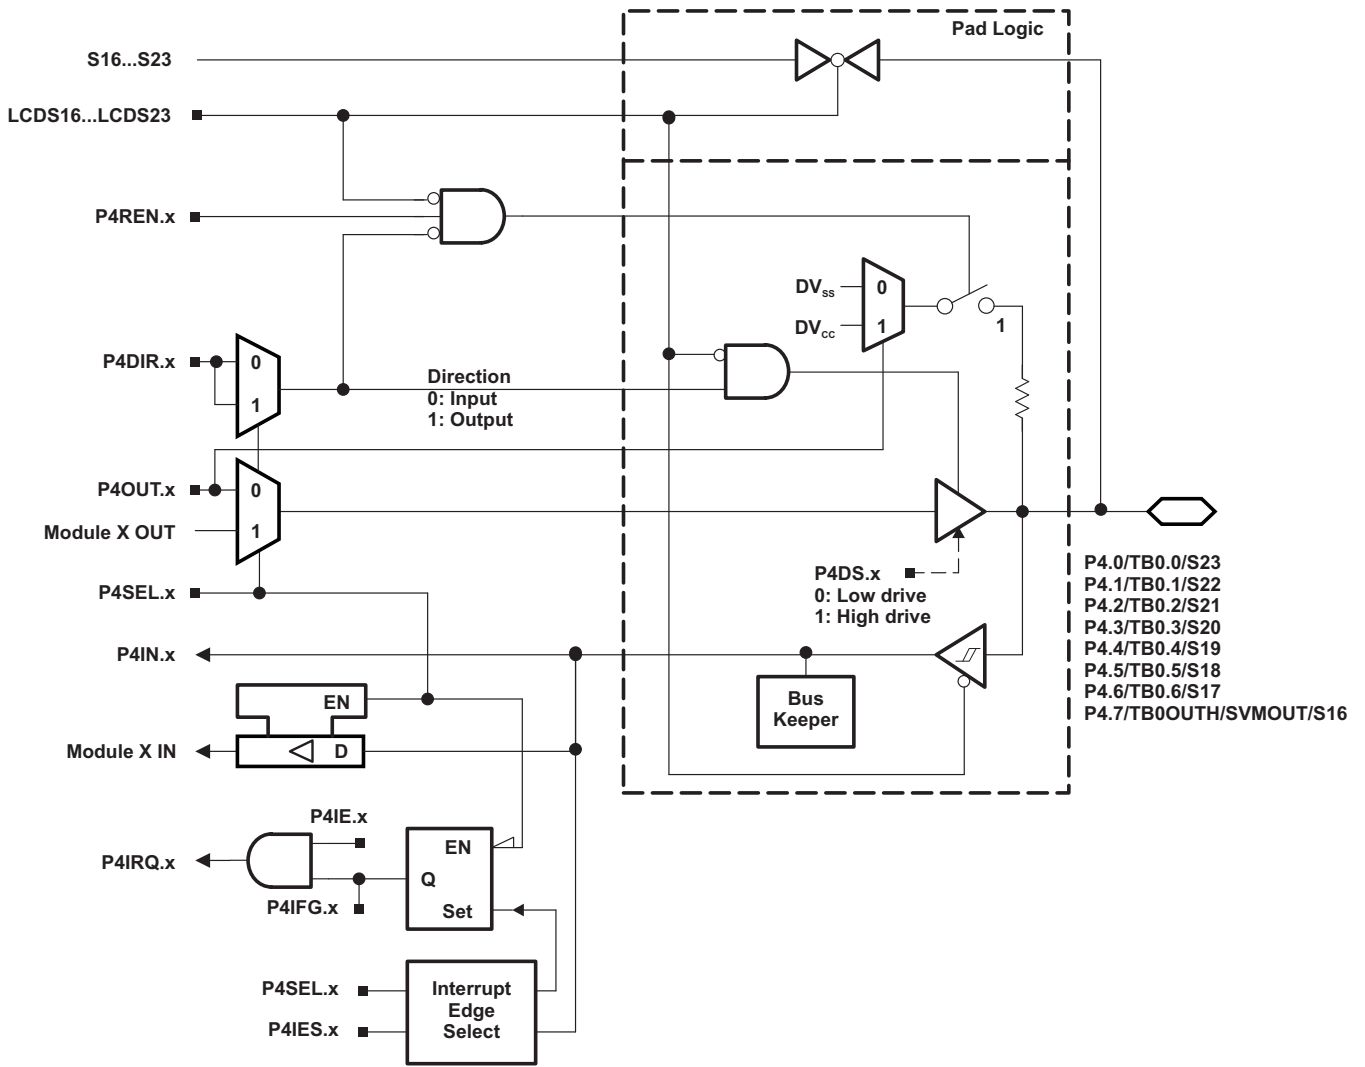 Pad Logic
S16...S23
LCDS16...LCDS23
P4REN.x
DVSS
0
DVCC
1
1
P4DIR.x
0
1
Direction
0: Input
1: Output
P4OUT.x
0
Module X OUT
1
P4DS.x
0: Low drive
1: High drive
P4SEL.x
P4.0/TB0.0/S23
P4.1/TB0.1/S22
P4.2/TB0.2/S21
P4.3/TB0.3/S20
P4.4/TB0.4/S19
P4.5/TB0.5/S18
P4.6/TB0.6/S17
P4.7/TB0OUTH/SVMOUT/S16
P4IN.x
Bus
Keeper
EN
Module X IN
D
P4IE.x
P4IRQ.x
EN
Q
P4IFG.x
Set
P4SEL.x
P4IES.x
Interrupt
Edge
Select